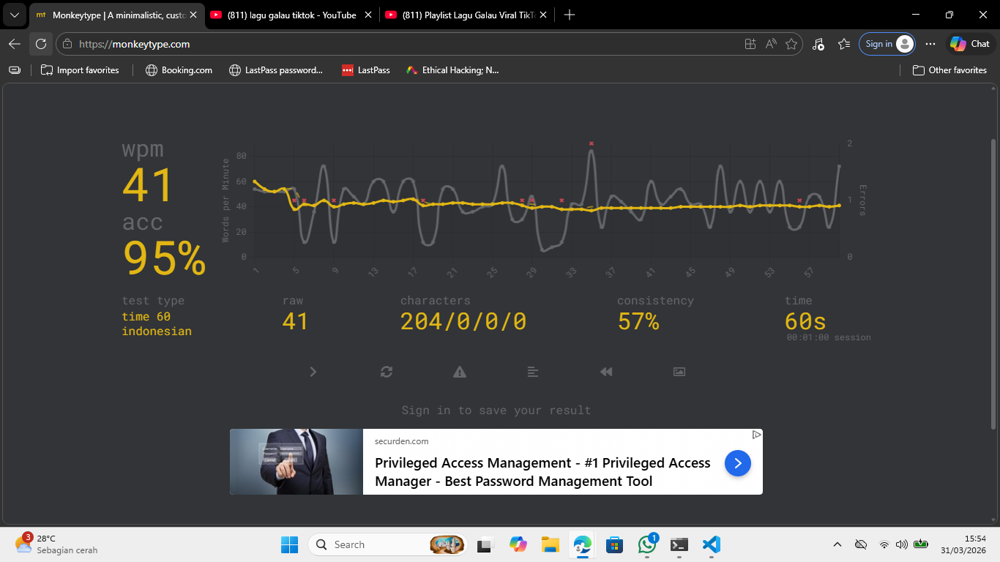 Monkeytype | A minimalistic, custo
(811) lagu galau tiktok - YouTube
(811) Playlist Lagu Galau Viral TikTo
https://monkeytype.com
Sign in
Chat
Import favorites
Booking.com
LastPass password...
LastPass
Ethical Hacking; N...
Other favorites
wpm
41
acc
95%
Words per Minute
80
60
40
20
0
1 5 9 13 17 21 25 29 33 37 41 45 49 53 57
2
1
0
Errors
test type
time 60
indonesian
raw
41
characters
204/0/0/0
consistency
57%
time
60s
00:01:00 session
Sign in to save your result
securden.com
Privileged Access Management - #1 Privileged Access
Manager - Best Password Management Tool
3
28°C
Sebagian cerah
Search
1
15:54
31/03/2026